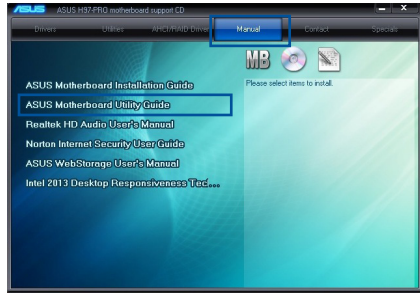 ASUS H97-PRO motherboard support CD
Drivers Utilities AHCI/RAID Driver Manual Contact Specials
MB
Please select items to install.
ASUS Motherboard Installation Guide
ASUS Motherboard Utility Guide
Realtek HD Audio User's Manual
Norton Internet Security User Guide
ASUS WebStorage User's Manual
Intel 2013 Desktop Responsiveness Tecl...